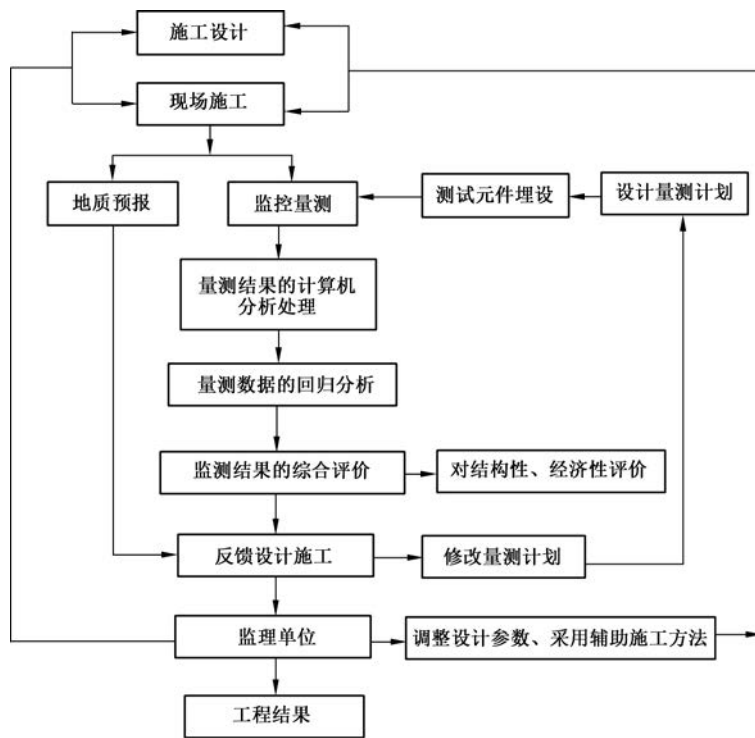 施工设计
现场施工
地质预报
监控量测
测试元件埋设
设计量测计划
量测结果的计算机
分析处理
量测数据的回归分析
监测结果的综合评价
对结构性、经济性评价
反馈设计施工
修改量测计划
监理单位
调整设计参数、采用辅助施工方法
工程结果